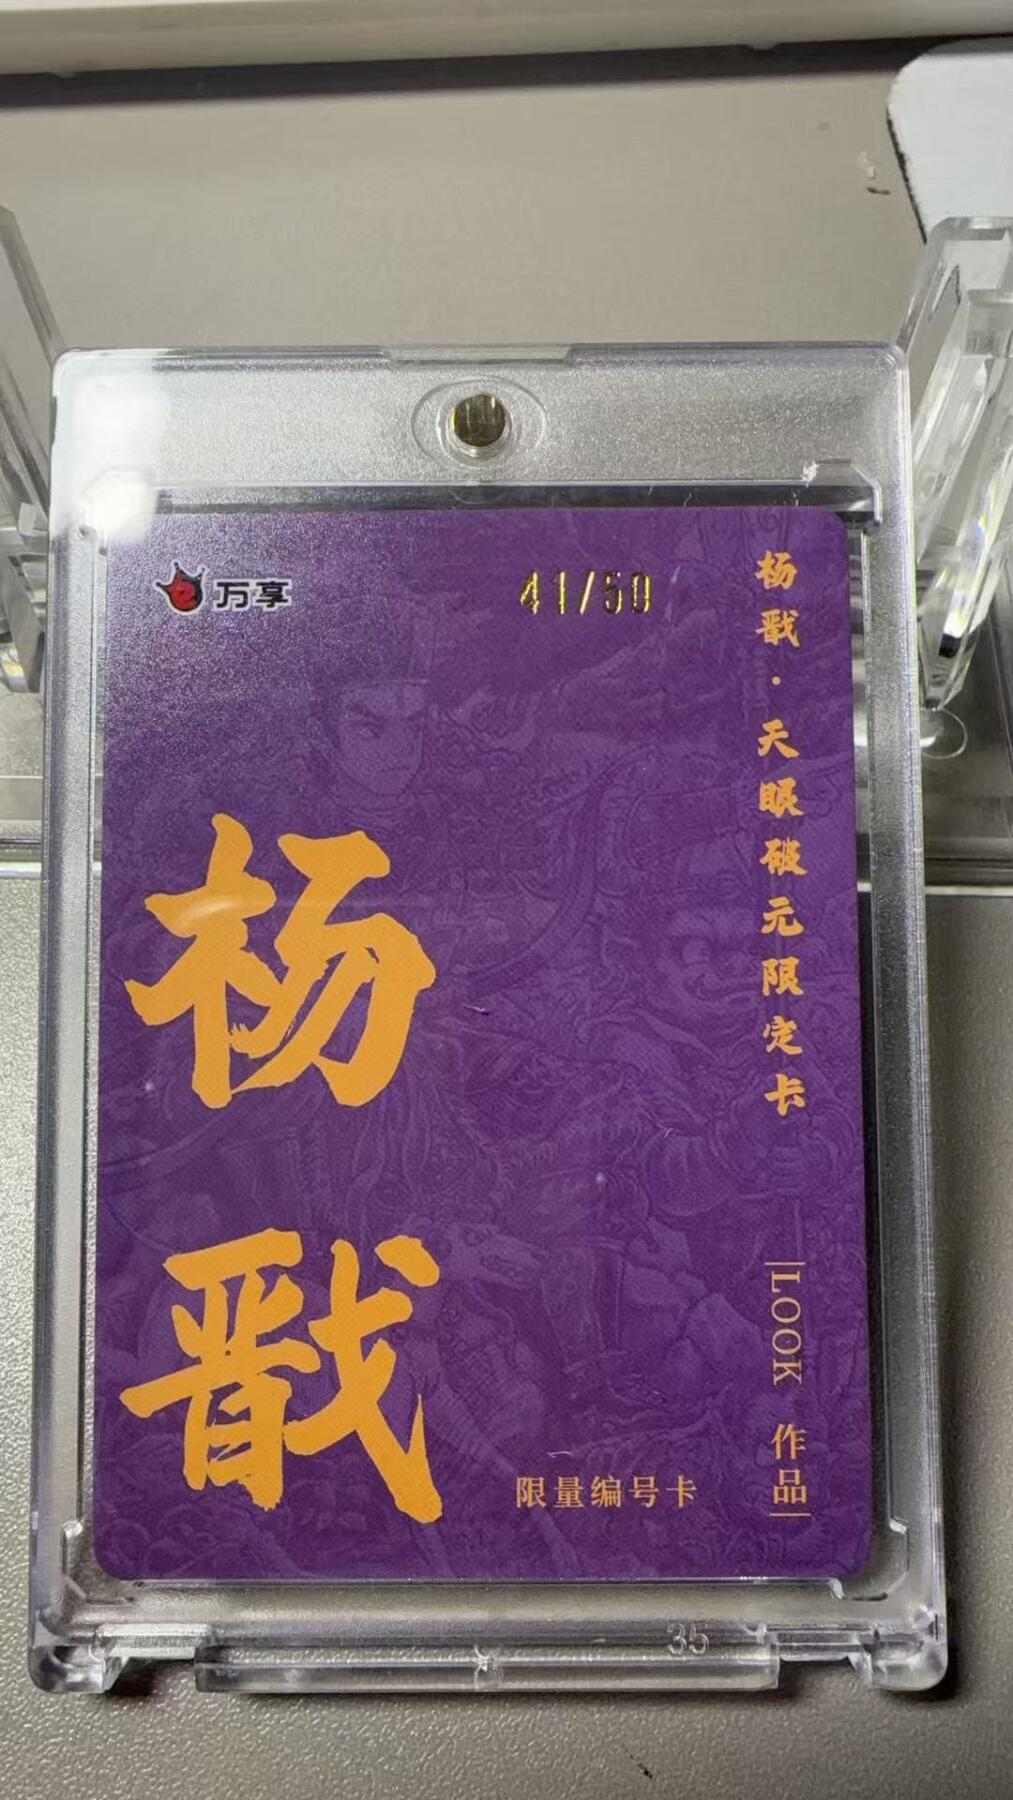 万享
41/50
杨戬·天眼破元限定卡
|LOOK 作品|
杨戬
限量编号卡
35